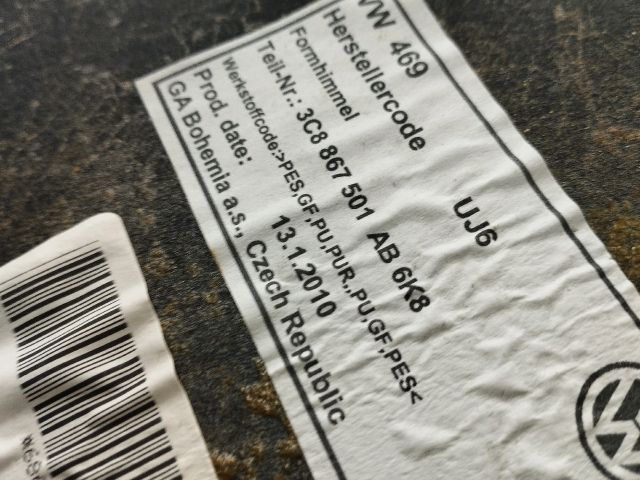 VW 469
Herstellercode UJ6
Formhimmel
Teil-Nr.: 3C8 867 501 AB 6K8
Werkstoffcode:>PES,GF,PU,PUR,,PU,GF,PES<
Prod. date: 13.1.2010
GA Bohemia a.s., Czech Republic